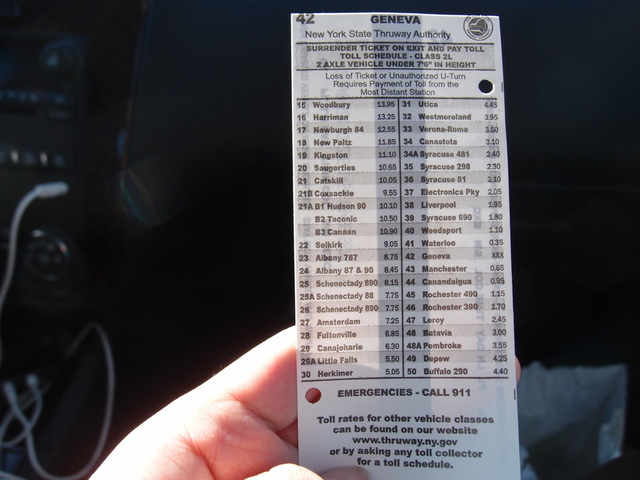 42 GENEVA
New York State Thruway Authority
SURRENDER TICKET ON EXIT AND PAY TOLL
TOLL SCHEDULE - CLASS 2L
2 AXLE VEHICLE UNDER 7'6" IN HEIGHT
Loss of Ticket or Unauthorized U-Turn
Requires Payment of Toll from the
Most Distant Station
15 Woodbury 13.95 31 Utica 4.45
16 Harriman 13.25 32 Westmoreland 3.95
17 Newburgh 84 12.55 33 Verona-Rome 3.50
18 New Paltz 11.85 34 Canastota 3.10
19 Kingston 11.10 34A Syracuse 481 2.40
20 Saugerties 10.65 35 Syracuse 298 2.30
21 Catskill 10.05 36 Syracuse 81 2.10
21B Coxsackie 9.55 37 Electronics Pky 2.05
21A B1 Hudson 90 10.10 38 Liverpool 1.95
B2 Taconic 10.50 39 Syracuse 690 1.80
B3 Canaan 10.90 40 Weedsport 1.10
22 Selkirk 9.05 41 Waterloo 0.35
23 Albany 787 8.75 42 Geneva XXX
24 Albany 87 & 90 8.45 43 Manchester 0.65
25 Schenectady 890 8.15 44 Canandaigua 0.95
25A Schenectady 88 7.75 45 Rochester 490 1.15
26 Schenectady 890 7.75 46 Rochester 390 1.70
27 Amsterdam 7.25 47 Leroy 2.45
28 Fultonville 6.85 48 Batavia 3.00
29 Canajoharie 6.30 48A Pembroke 3.55
29A Little Falls 5.50 49 Depew 4.25
30 Herkimer 5.05 50 Buffalo 290 4.40
EMERGENCIES - CALL 911
Toll rates for other vehicle classes
can be found on our website
www.thruway.ny.gov
or by asking any toll collector
for a toll schedule.